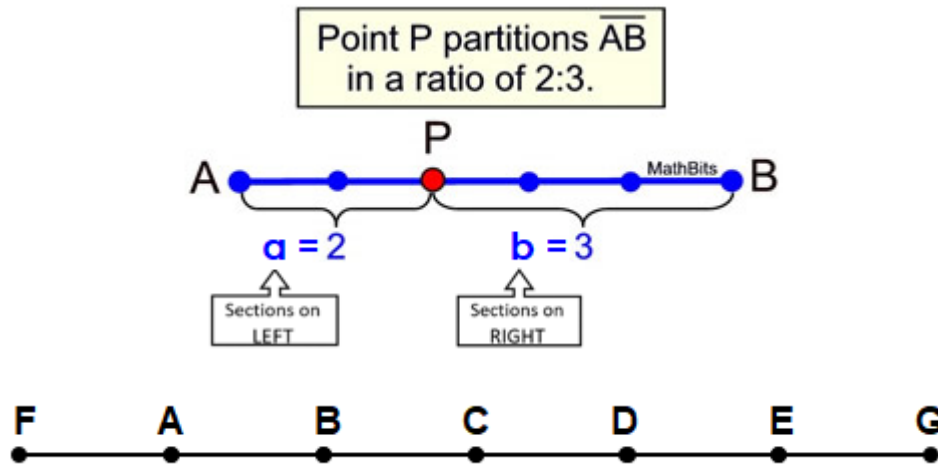 Point P partitions AB
in a ratio of 2:3.
P
A
MathBits
B
a = 2
b = 3
Sections on
LEFT
Sections on
RIGHT
F A B C D E G